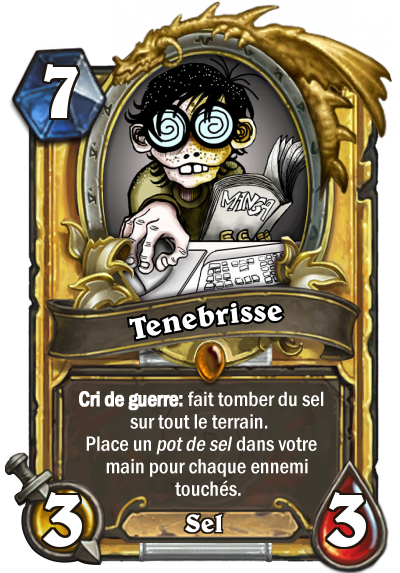 7
MANGA
Tenebrisse
Cri de guerre: fait tomber du sel
sur tout le terrain.
Place un pot de sel dans votre
main pour chaque ennemi
touchés.
3
Sel
3